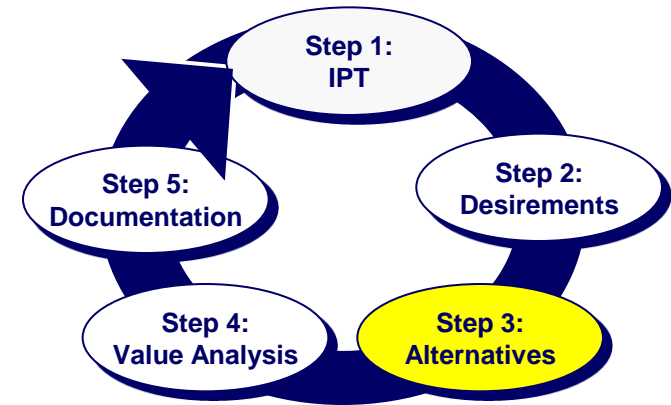 Step 1:
IPT
Step 2:
Desirements
Step 3:
Alternatives
Step 4:
Value Analysis
Step 5:
Documentation